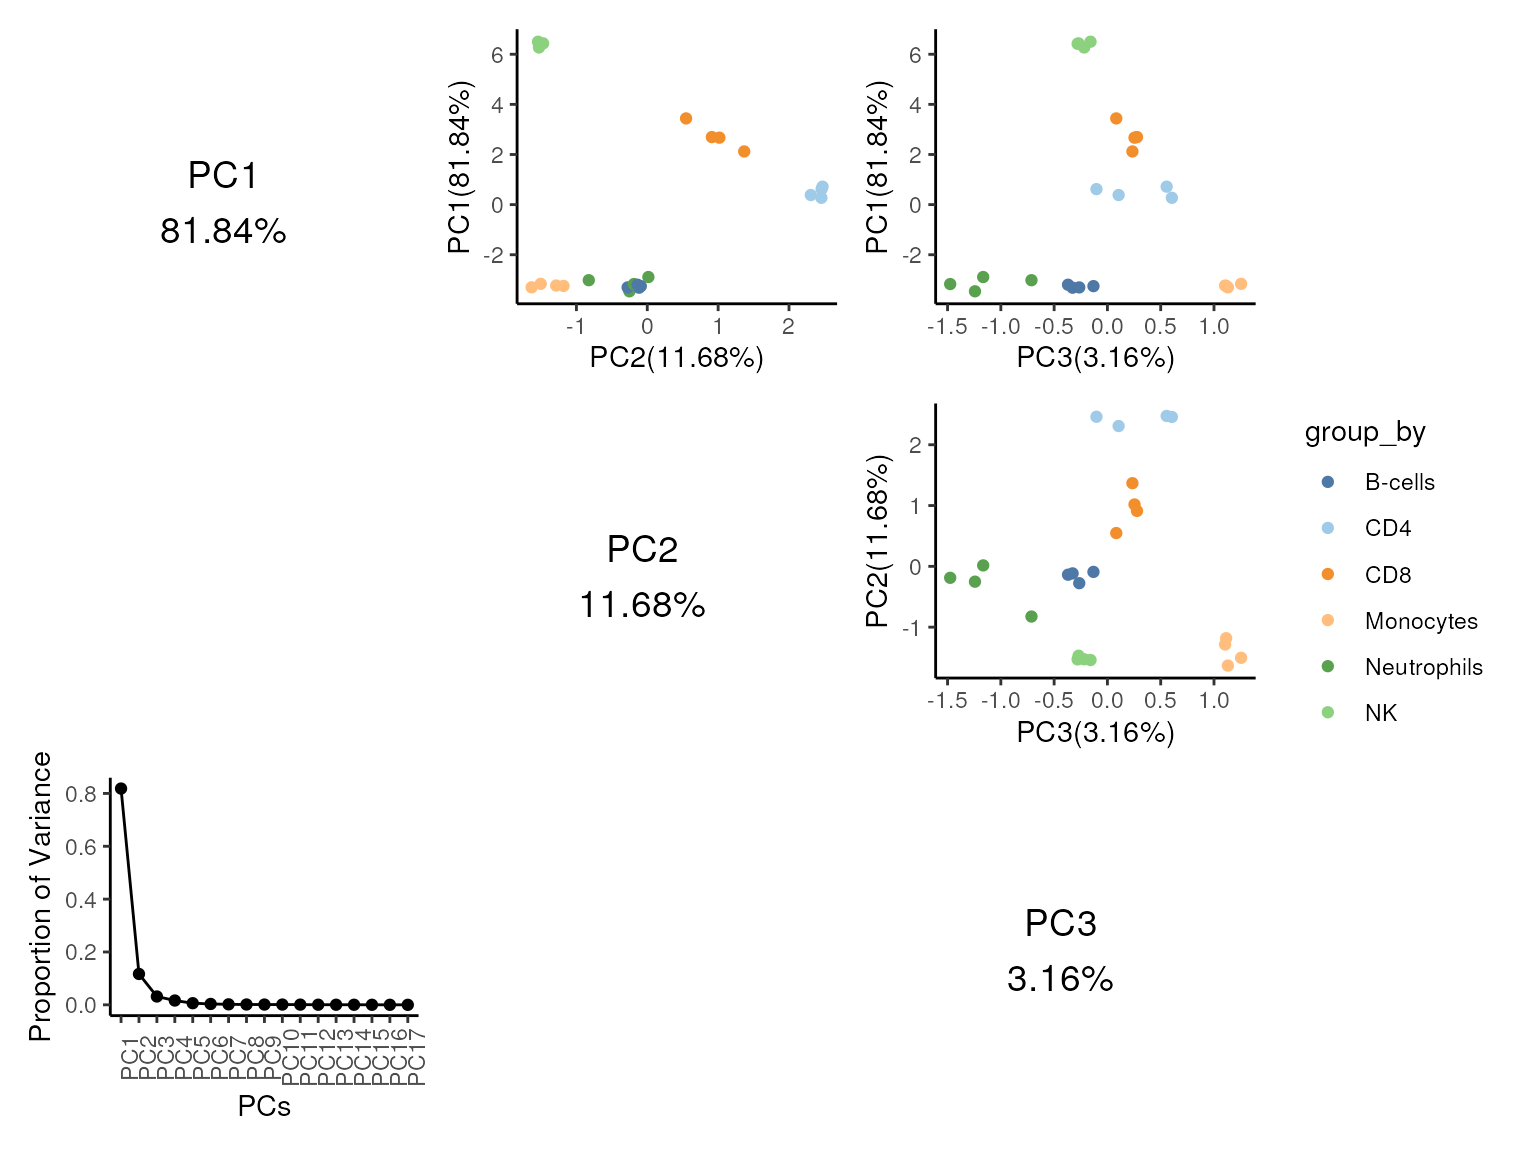 PC1
81.84%
PC1(81.84%)
6
4
2
0
-2
-1
0
1
2
PC2(11.68%)
PC1(81.84%)
6
4
2
0
-2
-1.5
-1.0
-0.5
0.0
0.5
1.0
PC3(3.16%)
PC2
11.68%
PC2(11.68%)
2
1
0
-1
-1.5
-1.0
-0.5
0.0
0.5
1.0
PC3(3.16%)
group_by
B-cells
CD4
CD8
Monocytes
Neutrophils
NK
Proportion of Variance
0.8
0.6
0.4
0.2
0.0
PC1
PC2
PC3
PC4
PC5
PC6
PC7
PC8
PC9
PC10
PC11
PC12
PC13
PC14
PC15
PC16
PC17
PCs
PC3
3.16%